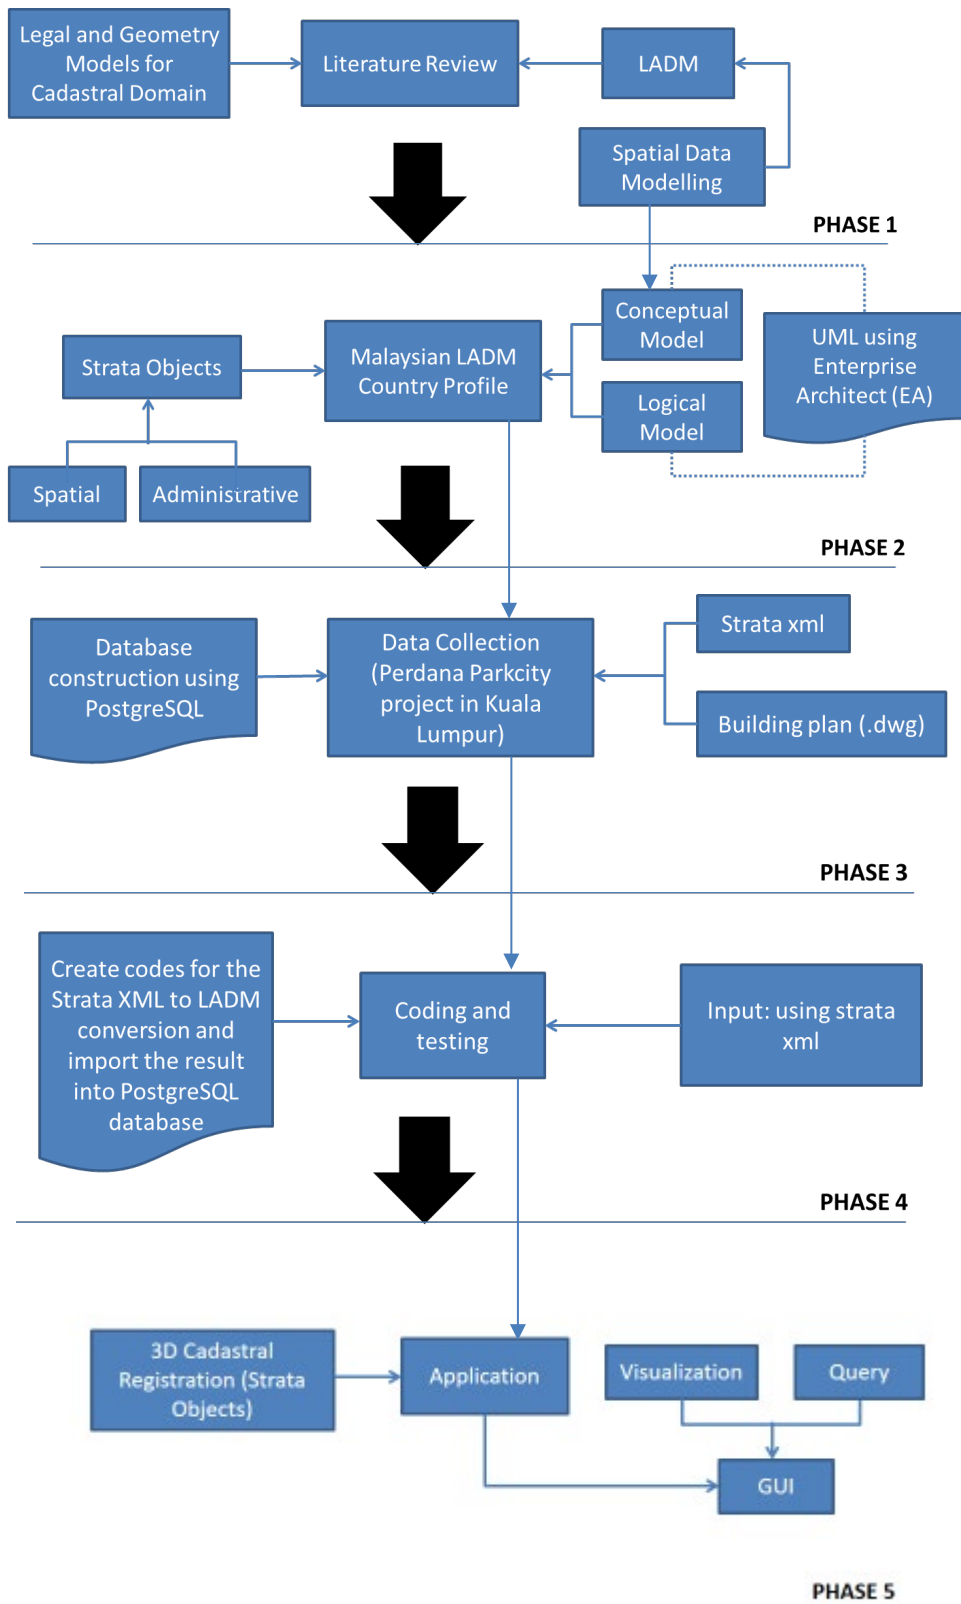 Legal and Geometry
Models for
Cadastral Domain
Literature Review
LADM
Spatial Data
Modelling
PHASE 1
Strata Objects
Spatial
Administrative
Malaysian LADM
Country Profile
Conceptual
Model
Logical
Model
UML using
Enterprise
Architect (EA)
PHASE 2
Database
construction using
PostgreSQL
Data Collection
(Perdana Parkcity
project in Kuala
Lumpur)
Strata xml
Building plan (.dwg)
PHASE 3
Create codes for the
Strata XML to LADM
conversion and
import the result
into PostgreSQL
database
Coding and
testing
Input: using strata
xml
PHASE 4
3D Cadastral
Registration (Strata
Objects)
Application
Visualization
Query
GUI
PHASE 5